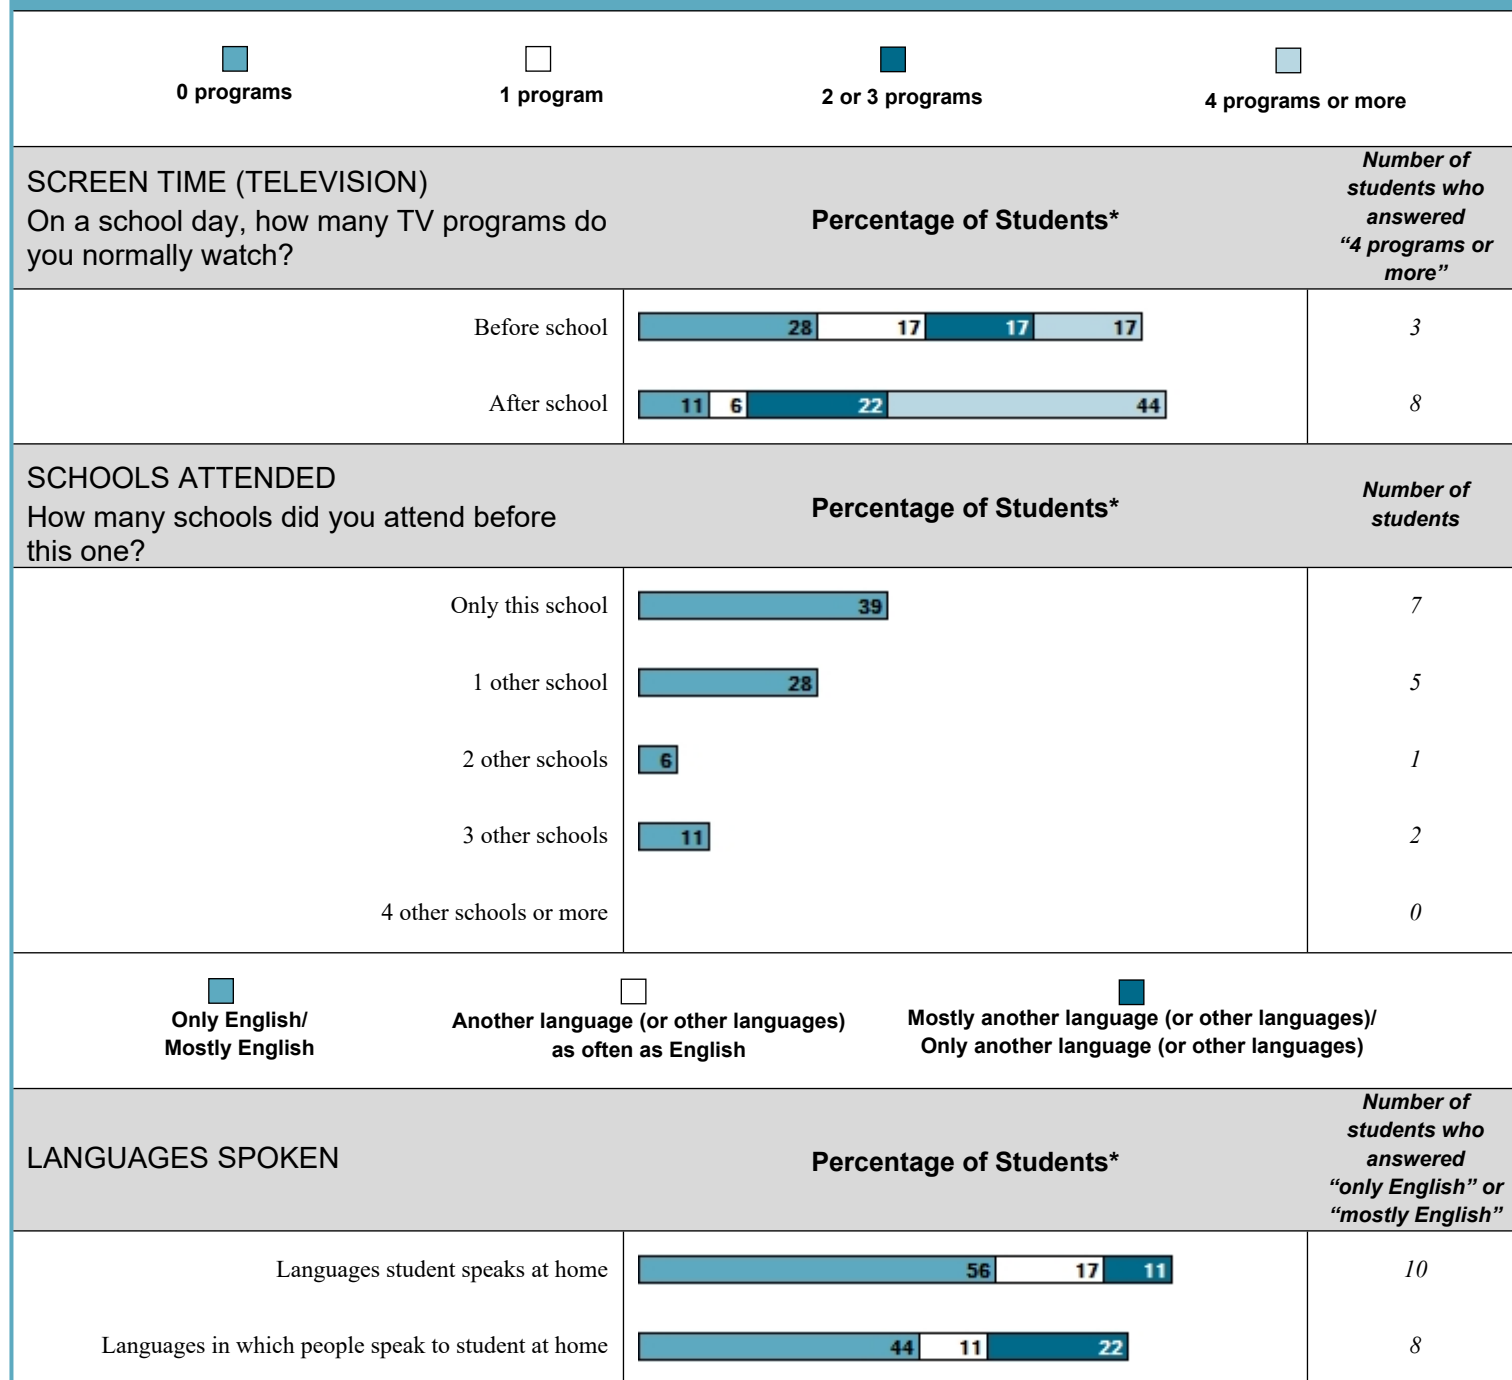 0 programs
1 program
2 or 3 programs
4 programs or more
SCREEN TIME (TELEVISION)
On a school day, how many TV programs do
you normally watch?
Percentage of Students*
Number of
students who
answered
“4 programs or
more”
Before school 28 17 17 17 3
After school 11 6 22 44 8
SCHOOLS ATTENDED
How many schools did you attend before
this one?
Percentage of Students*
Number of
students
Only this school 39 7
1 other school 28 5
2 other schools 6 1
3 other schools 11 2
4 other schools or more 0
Only English/
Mostly English
Another language (or other languages)
as often as English
Mostly another language (or other languages)/
Only another language (or other languages)
LANGUAGES SPOKEN
Percentage of Students*
Number of
students who
answered
“only English” or
“mostly English”
Languages student speaks at home 56 17 11 10
Languages in which people speak to student at home 44 11 22 8